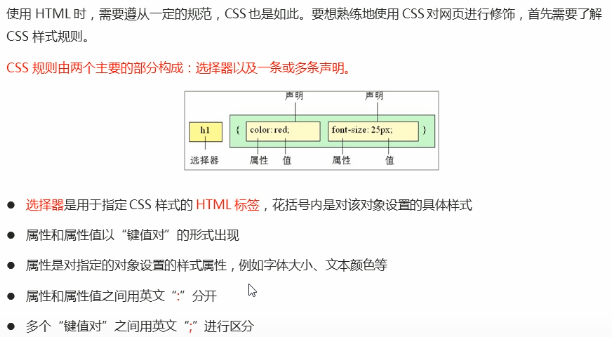 使用 HTML 时，需要遵从一定的规范，CSS 也是如此。要想熟练地使用 CSS 对网页进行修饰，首先需要了解
CSS 样式规则。
CSS 规则由两个主要的部分构成：选择器以及一条或多条声明。
声明 声明
h1 { color: red; font-size: 25px; }
选择器 属性 值 属性 值
● 选择器是用于指定 CSS 样式的 HTML 标签，花括号内是对该对象设置的具体样式
● 属性和属性值以“键值对”的形式出现
● 属性是对指定的对象设置的样式属性，例如字体大小、文本颜色等
● 属性和属性值之间用英文“:”分开
● 多个“键值对”之间用英文“;”进行区分